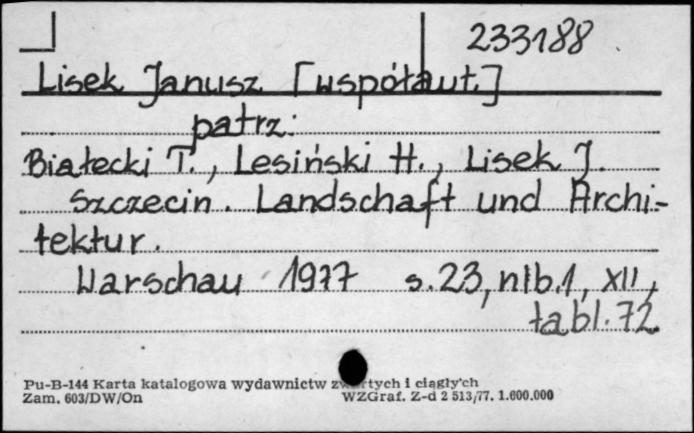 233188
Lisek Janusz [współaut.]
patrz:
Białecki T., Lesiński H., Lisek J.
Szczecin. Landschaft und Archi-
tektur.
Warschau 1977 s. 23, nlb. 1, XII,
tabl. 72.
Pu-B-144 Karta katalogowa wydawnictw zwartych i ciągłych
Zam. 603/DW/On WZGraf. Z-d 2 513/77. 1.600.000